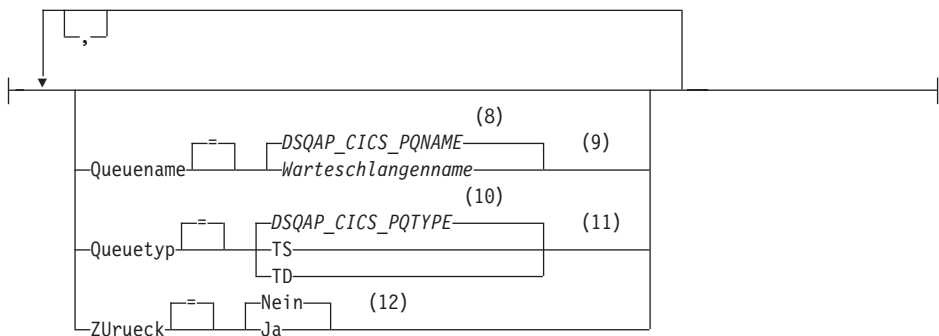 ,
(8)
= DSQAP_CICS_PQNAME (9)
Queuename Warteschlangenname
(10)
= DSQAP_CICS_PQTYPE (11)
Queuetyp TS
TD
= Nein (12)
ZUrueck Ja